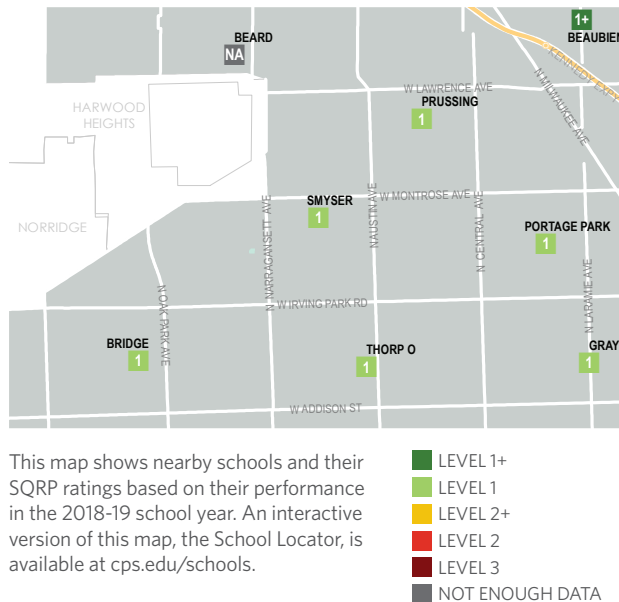 1+
BEARD
BEAUBIEN
NA
KENNEDY EXPY
W LAWRENCE AVE
N MILWAUKEE AVE
HARWOOD
HEIGHTS
PRUSSING
1
W MONTROSE AVE
SMYSER
1
N NARRAGANSETT AVE
N AUSTIN AVE
N CENTRAL AVE
NORRIDGE
PORTAGE PARK
1
N OAK PARK AVE
W IRVING PARK RD
N LARAMIE AVE
BRIDGE
1
THORP O
1
GRAY
1
W ADDISON ST
This map shows nearby schools and their
SQRP ratings based on their performance
in the 2018-19 school year. An interactive
version of this map, the School Locator, is
available at cps.edu/schools.
LEVEL 1+
LEVEL 1
LEVEL 2+
LEVEL 2
LEVEL 3
NOT ENOUGH DATA